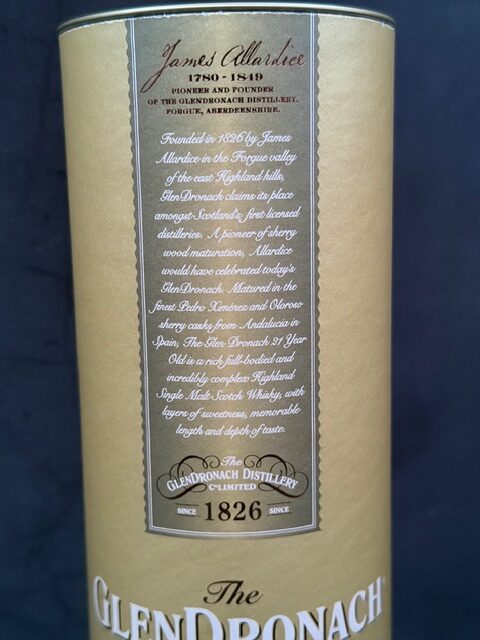 James Allardice
1780 - 1849
PIONEER AND FOUNDER
OF THE GLENDRONACH DISTILLERY.
FORGUE, ABERDEENSHIRE.
Founded in 1826 by James
Allardice in the Forgue valley
of the east Highland hills,
GlenDronach claims its place
amongst Scotland's first licensed
distilleries. A pioneer of sherry
wood maturation, Allardice
would have celebrated today's
GlenDronach. Matured in the
finest Pedro Ximénez and Oloroso
sherry casks from Andalucia in
Spain, The Glen Dronach 21 Year
Old is a rich full-bodied and
incredibly complex Highland
Single Malt Scotch Whisky, with
layers of sweetness, memorable
length and depth of taste.
The
GLENDRONACH DISTILLERY
Co LIMITED
SINCE 1826 SINCE
The
GLENDRONACH